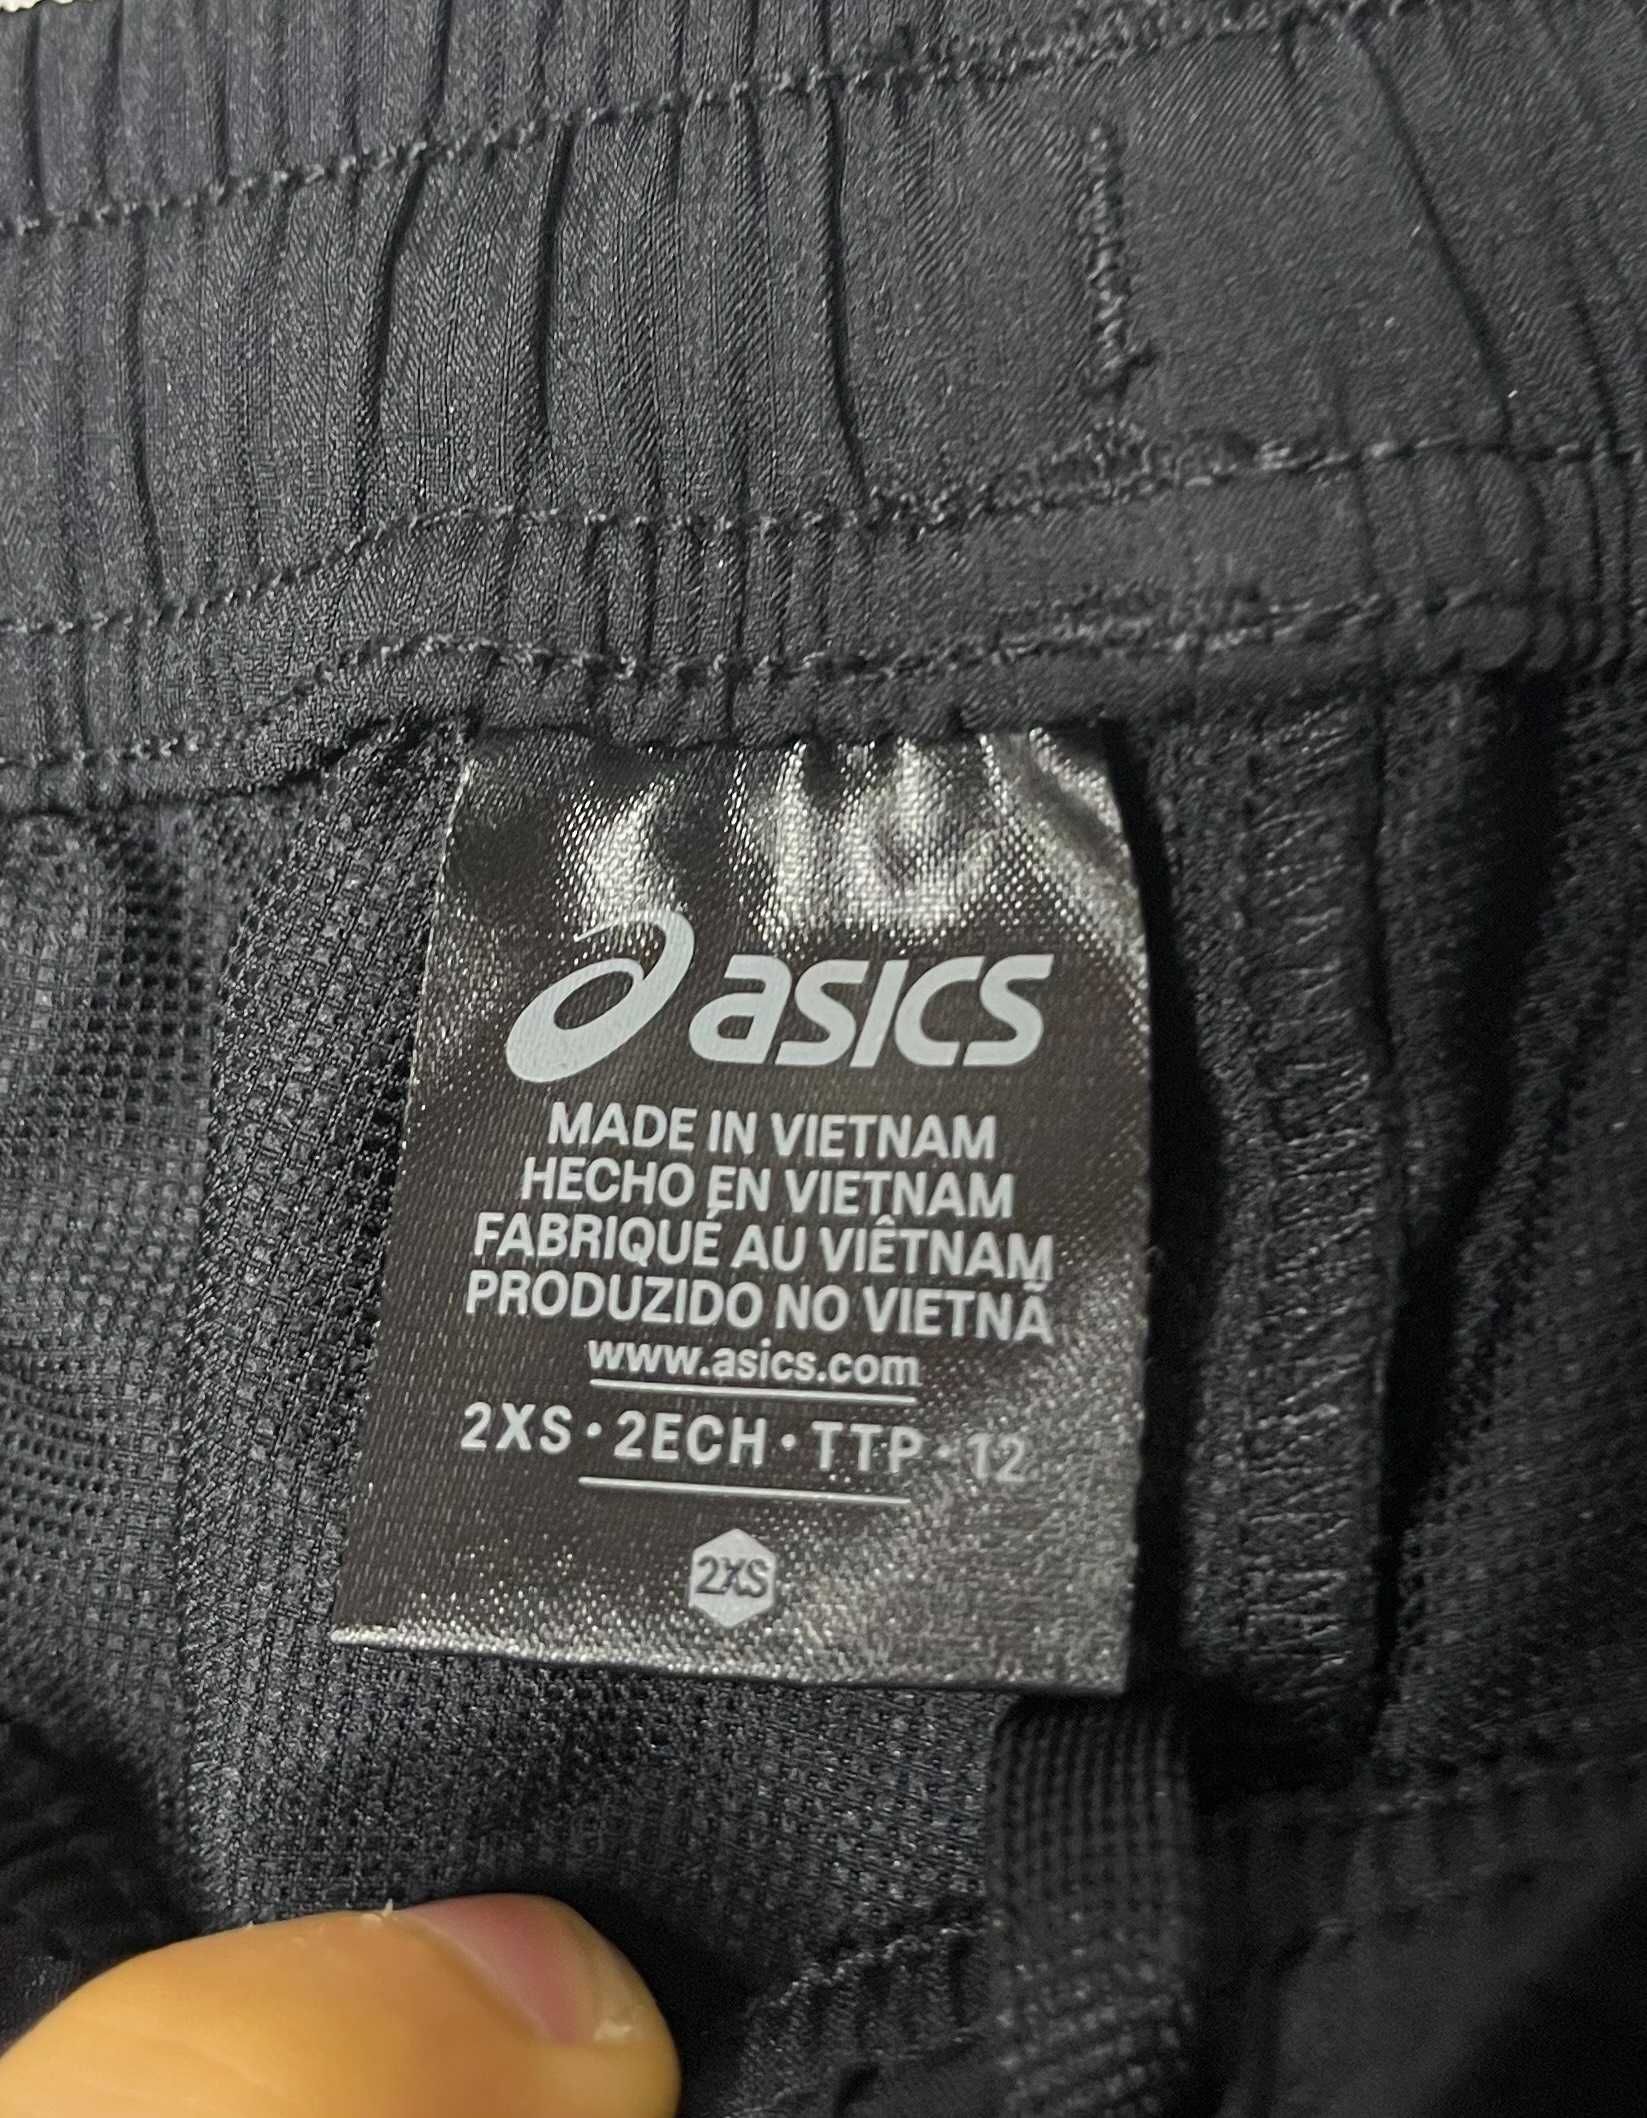 asics
MADE IN VIETNAM
HECHO EN VIETNAM
FABRIQUÉ AU VIÊTNAM
PRODUZIDO NO VIETNÃ
www.asics.com
2XS · 2ECH · TTP · 12
2XS